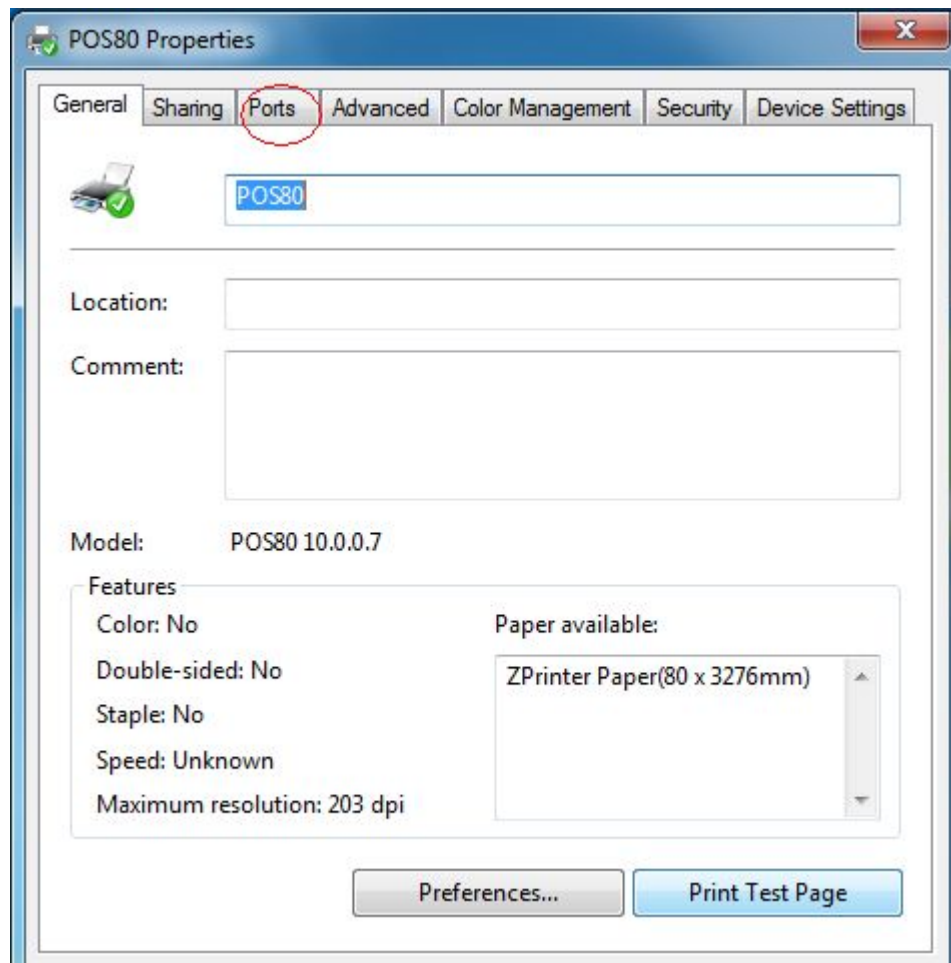 POS80 Properties
General Sharing Ports Advanced Color Management Security Device Settings
POS80
Location:
Comment:
Model: POS80 10.0.0.7
Features
Color: No Paper available:
Double-sided: No ZPrinter Paper(80 x 3276mm)
Staple: No
Speed: Unknown
Maximum resolution: 203 dpi
Preferences... Print Test Page